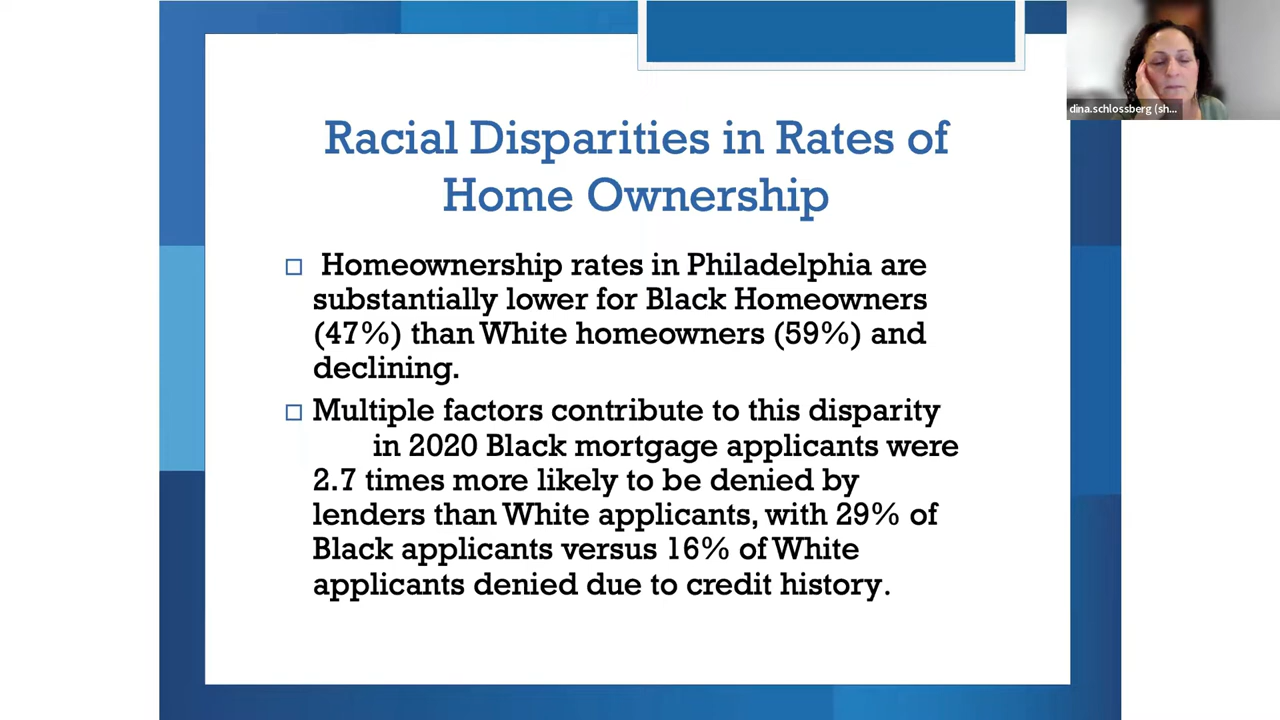 dina.schlossberg (sh...
Racial Disparities in Rates of
Home Ownership
Homeownership rates in Philadelphia are
substantially lower for Black Homeowners
(47%) than White homeowners (59%) and
declining.
Multiple factors contribute to this disparity
in 2020 Black mortgage applicants were
2.7 times more likely to be denied by
lenders than White applicants, with 29% of
Black applicants versus 16% of White
applicants denied due to credit history.